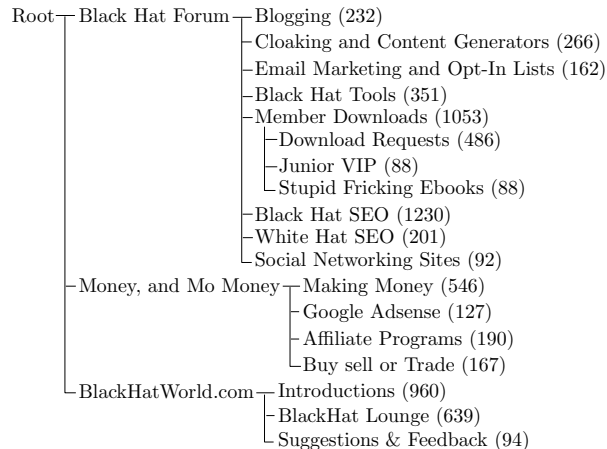 Root Black Hat Forum Blogging (232)
Cloaking and Content Generators (266)
Email Marketing and Opt-In Lists (162)
Black Hat Tools (351)
Member Downloads (1053)
Download Requests (486)
Junior VIP (88)
Stupid Fricking Ebooks (88)
Black Hat SEO (1230)
White Hat SEO (201)
Social Networking Sites (92)
Money, and Mo Money Making Money (546)
Google Adsense (127)
Affiliate Programs (190)
Buy sell or Trade (167)
BlackHatWorld.com Introductions (960)
BlackHat Lounge (639)
Suggestions & Feedback (94)